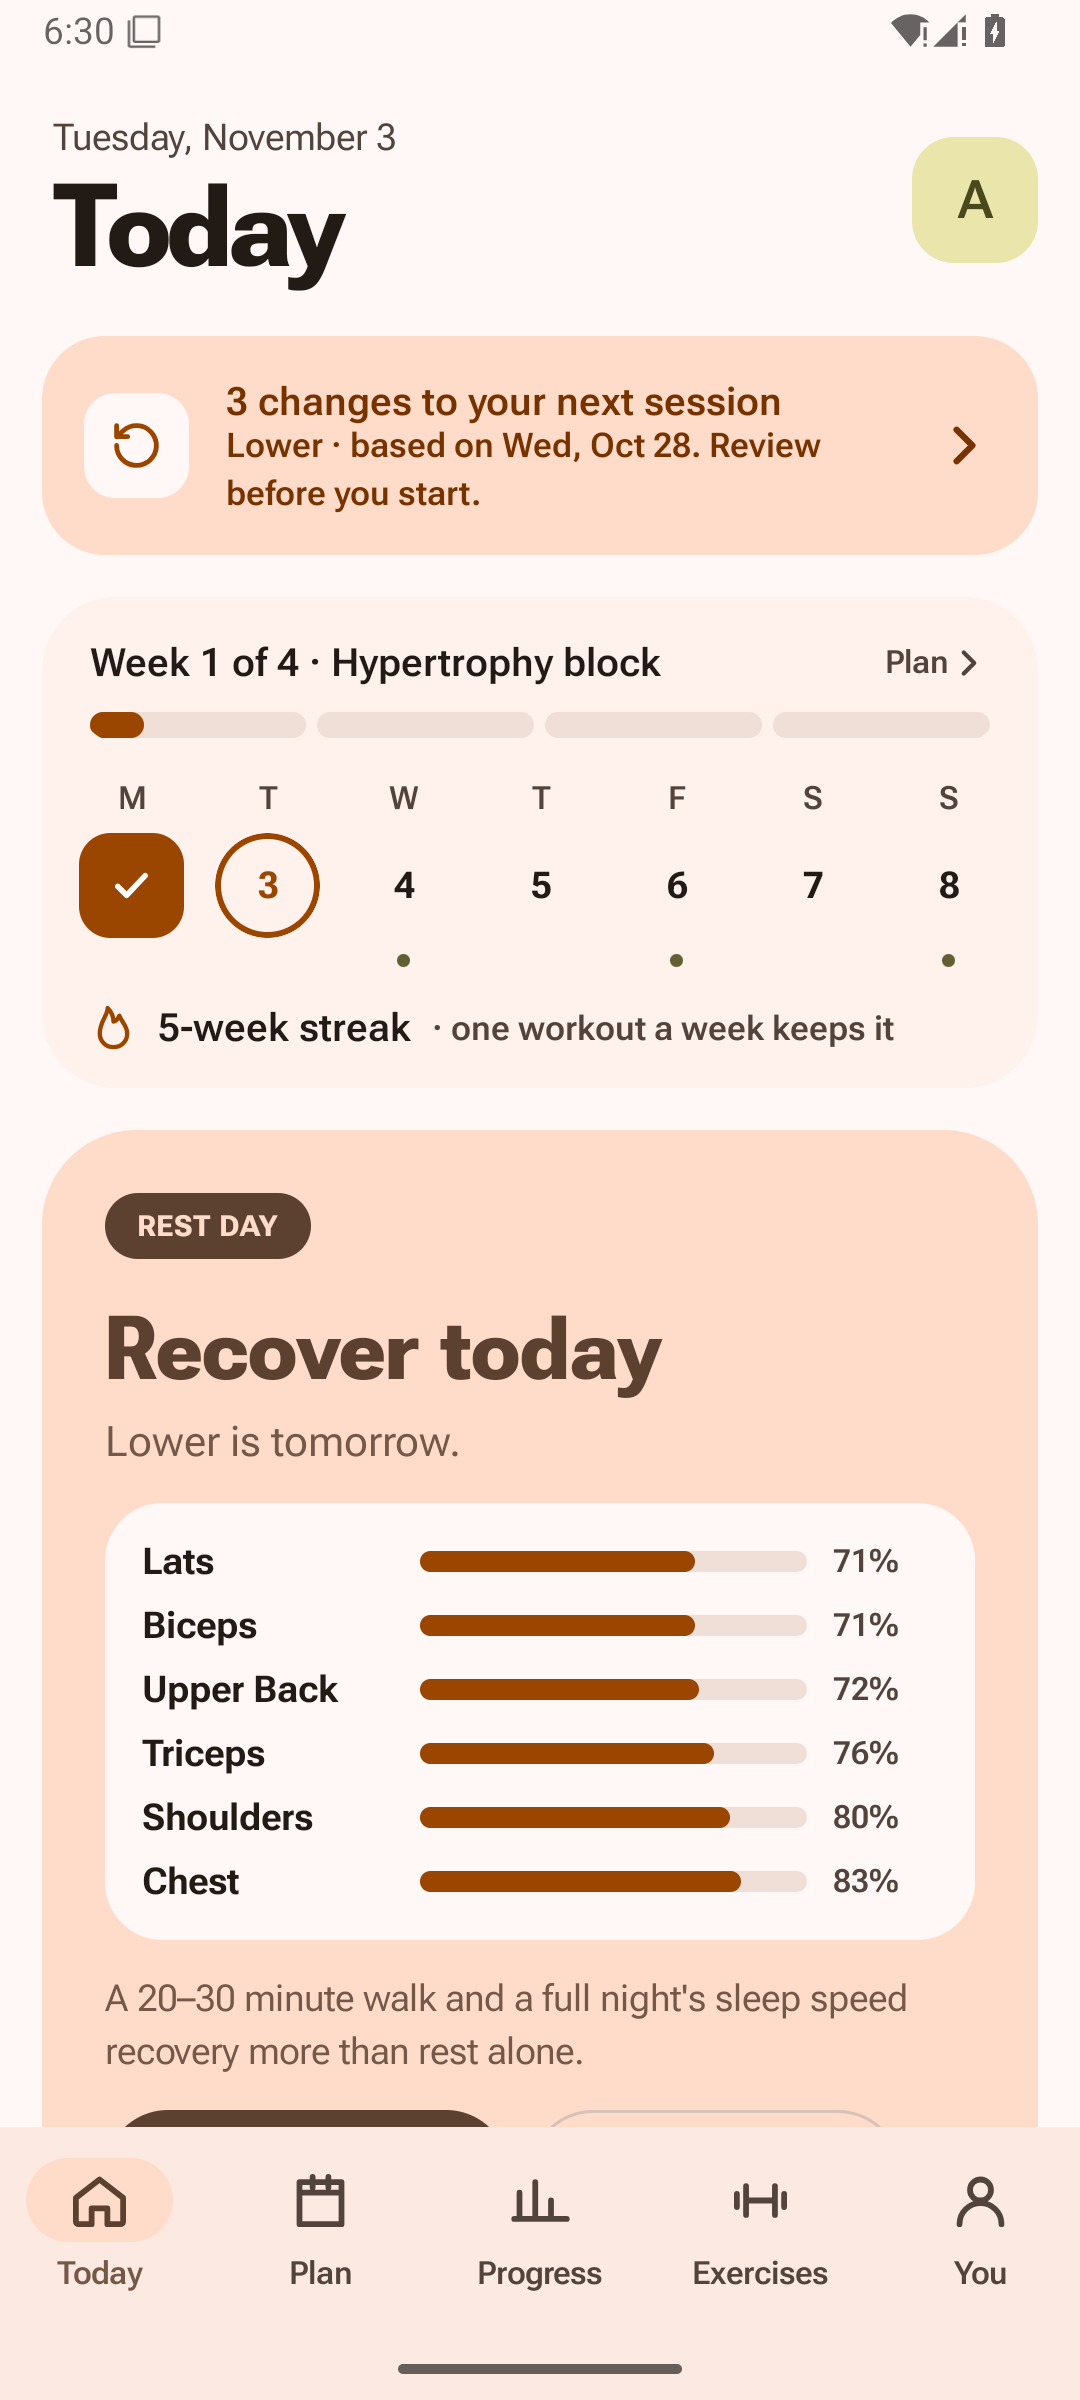 6:30
Tuesday, November 3
Today
A
3 changes to your next session
Lower · based on Wed, Oct 28. Review
before you start.
Week 1 of 4 · Hypertrophy block
Plan
M T W T F S S
3 4 5 6 7 8
5-week streak · one workout a week keeps it
REST DAY
Recover today
Lower is tomorrow.
Lats 71%
Biceps 71%
Upper Back 72%
Triceps 76%
Shoulders 80%
Chest 83%
A 20–30 minute walk and a full night's sleep speed
recovery more than rest alone.
Today Plan Progress Exercises You